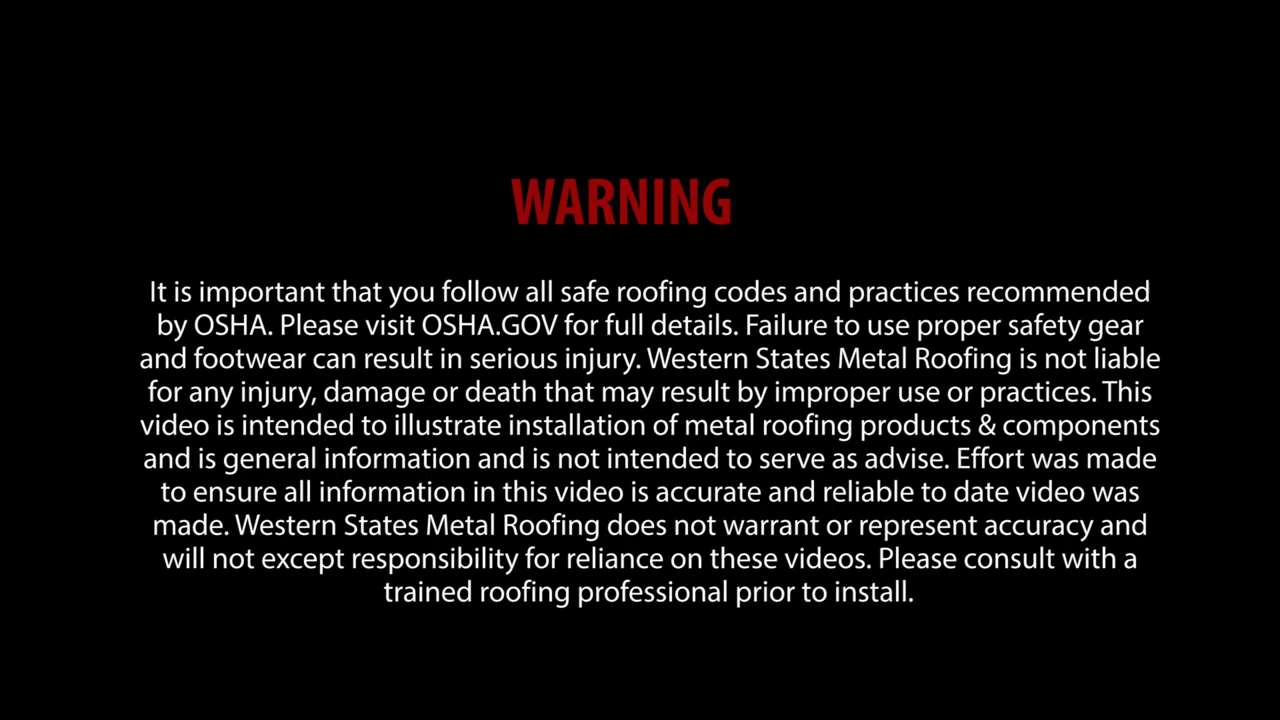 WARNING
It is important that you follow all safe roofing codes and practices recommended
by OSHA. Please visit OSHA.GOV for full details. Failure to use proper safety gear
and footwear can result in serious injury. Western States Metal Roofing is not liable
for any injury, damage or death that may result by improper use or practices. This
video is intended to illustrate installation of metal roofing products & components
and is general information and is not intended to serve as advise. Effort was made
to ensure all information in this video is accurate and reliable to date video was
made. Western States Metal Roofing does not warrant or represent accuracy and
will not except responsibility for reliance on these videos. Please consult with a
trained roofing professional prior to install.